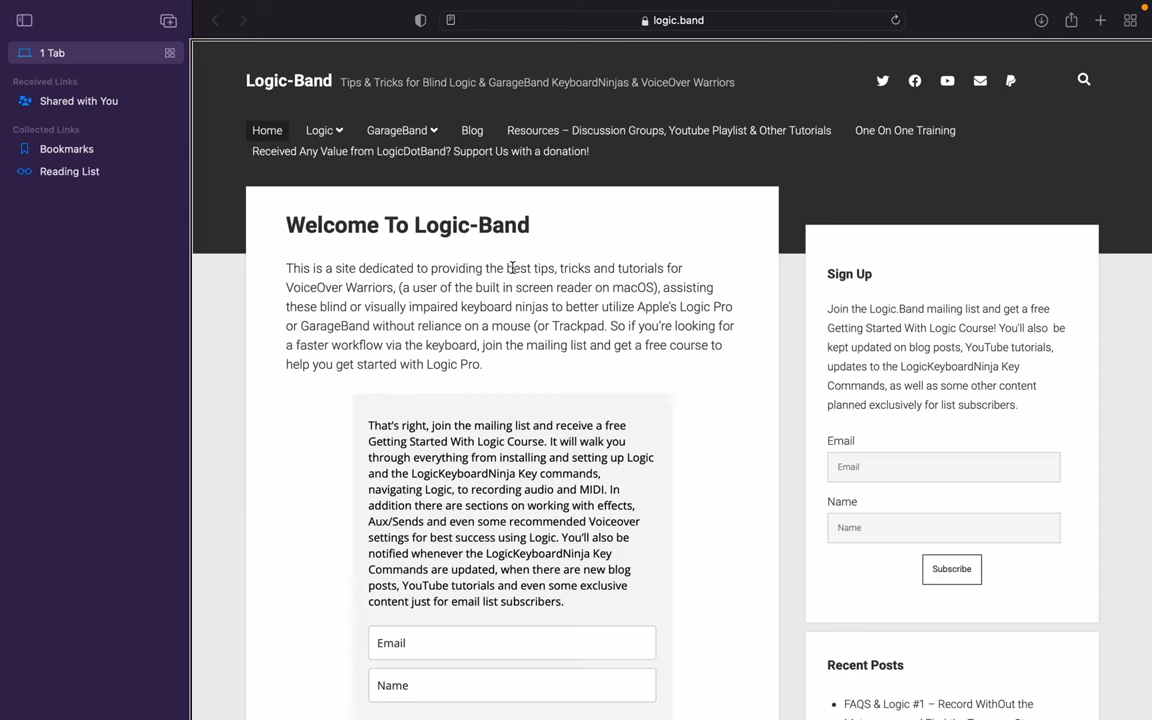 logic.band
1 Tab
Received Links
Shared with You
Collected Links
Bookmarks
Reading List
Logic-Band Tips & Tricks for Blind Logic & GarageBand KeyboardNinjas & VoiceOver Warriors
Home Logic GarageBand Blog Resources – Discussion Groups, Youtube Playlist & Other Tutorials One On One Training
Received Any Value from LogicDotBand? Support Us with a donation!
Welcome To Logic-Band
This is a site dedicated to providing the best tips, tricks and tutorials for
VoiceOver Warriors, (a user of the built in screen reader on macOS), assisting
these blind or visually impaired keyboard ninjas to better utilize Apple's Logic Pro
or GarageBand without reliance on a mouse (or Trackpad. So if you're looking for
a faster workflow via the keyboard, join the mailing list and get a free course to
help you get started with Logic Pro.
That's right, join the mailing list and receive a free
Getting Started With Logic Course. It will walk you
through everything from installing and setting up Logic
and the LogicKeyboardNinja Key commands,
navigating Logic, to recording audio and MIDI. In
addition there are sections on working with effects,
Aux/Sends and even some recommended Voiceover
settings for best success using Logic. You'll also be
notified whenever the LogicKeyboardNinja Key
Commands are updated, when there are new blog
posts, YouTube tutorials and even some exclusive
content just for email list subscribers.
Email
Name
Sign Up
Join the Logic.Band mailing list and get a free
Getting Started With Logic Course! You'll also be
kept updated on blog posts, YouTube tutorials,
updates to the LogicKeyboardNinja Key
Commands, as well as some other content
planned exclusively for list subscribers.
Email
Email
Name
Name
Subscribe
Recent Posts
FAQS & Logic #1 – Record WithOut the